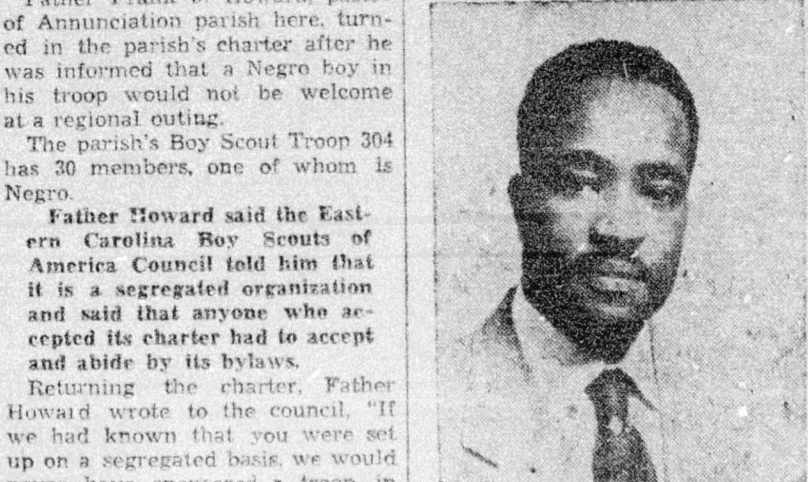 of Annunciation parish here, turn-
ed in the parish's charter after he
was informed that a Negro boy in
his troop would not be welcome
at a regional outing.
The parish's Boy Scout Troop 304
has 30 members, one of whom is
Negro.
Father Howard said the East-
ern Carolina Boy Scouts of
America Council told him that
it is a segregated organization
and said that anyone who ac-
cepted its charter had to accept
and abide by its bylaws.
Returning the charter, Father
Howard wrote to the council, "If
we had known that you were set
up on a segregated basis, we would